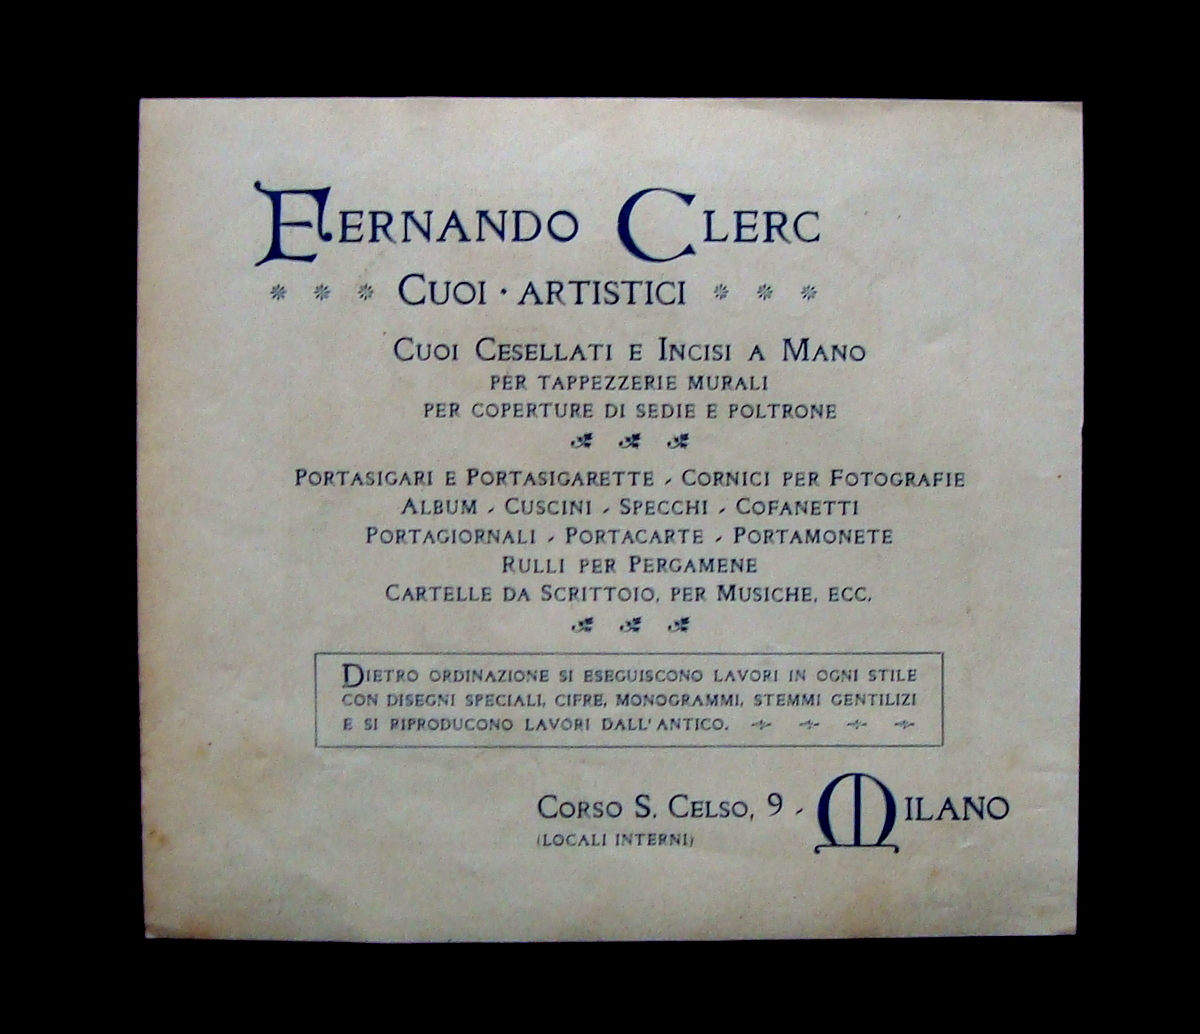 Fernando Clerc
Cuoi · artistici
Cuoi Cesellati e Incisi a Mano
per tappezzerie murali
per coperture di sedie e poltrone
Portasigari e Portasigarette - Cornici per Fotografie
Album - Cuscini - Specchi - Cofanetti
Portagiornali - Portacarte - Portamonete
Rulli per Pergamene
Cartelle da Scrittoio, per Musiche, ecc.
Dietro ordinazione si eseguiscono lavori in ogni stile
con disegni speciali, cifre, monogrammi, stemmi gentilizi
e si riproducono lavori dall'antico.
Corso S. Celso, 9 - Milano
(locali interni)